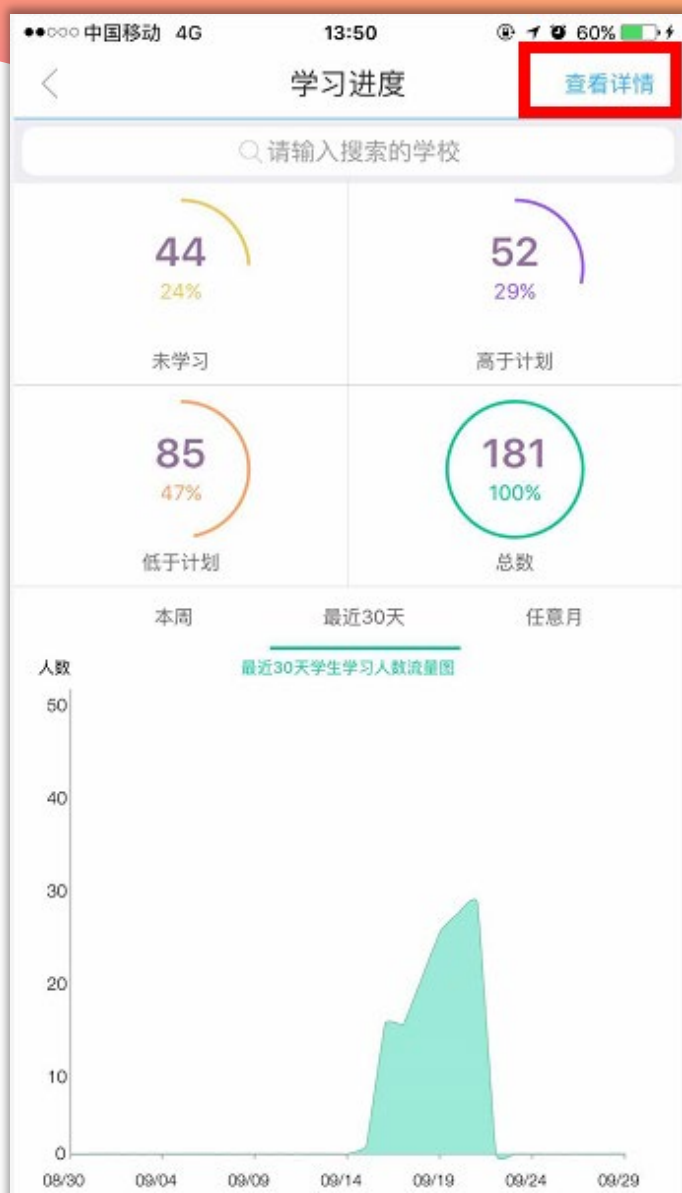 中国移动 4G 13:50 60%
学习进度 查看详情
请输入搜索的学校
44 52
24% 29%
未学习 高于计划
85 181
47% 100%
低于计划 总数
本周 最近30天 任意月
人数 最近30天学生学习人数流量图
50
40
30
20
10
0
08/30 09/04 09/09 09/14 09/19 09/24 09/29